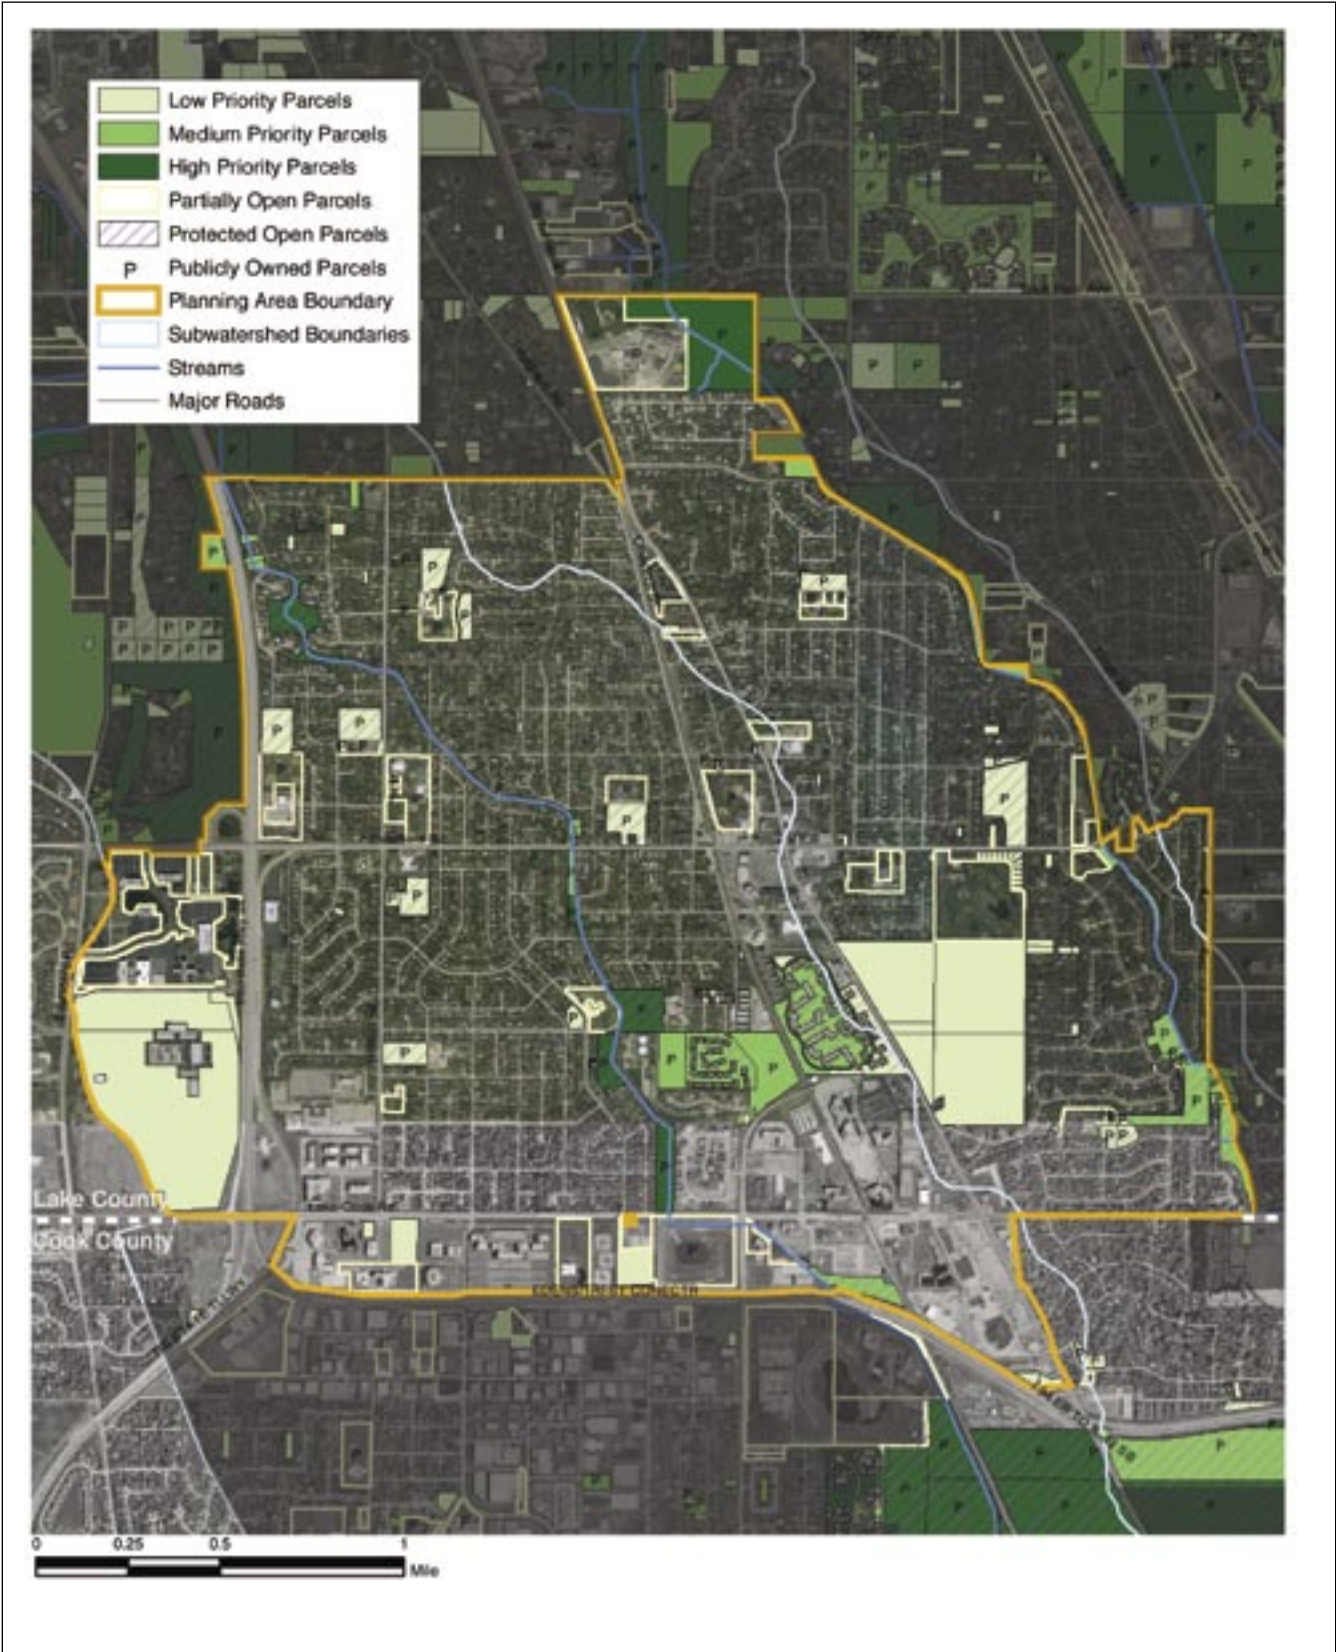 Low Priority Parcels
Medium Priority Parcels
High Priority Parcels
Partially Open Parcels
Protected Open Parcels
P Publicly Owned Parcels
Planning Area Boundary
Subwatershed Boundaries
Streams
Major Roads
Lake County
Cook County
0 0.25 0.5 1
Mile